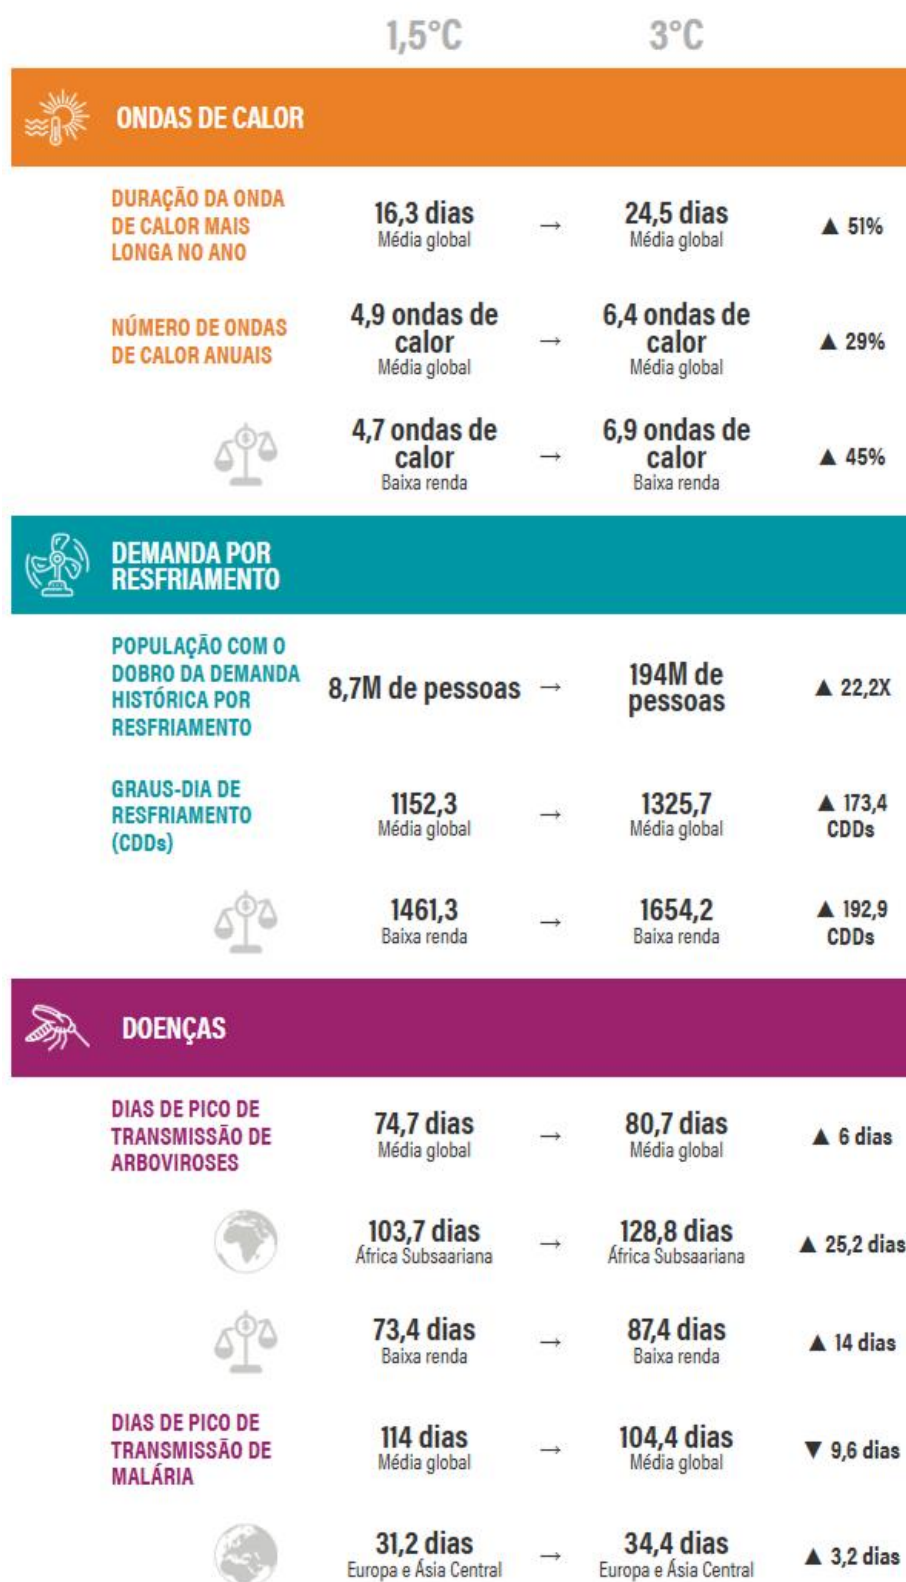 1,5°C 3°C
ONDAS DE CALOR
DURAÇÃO DA ONDA
DE CALOR MAIS
LONGA NO ANO
16,3 dias
Média global
→
24,5 dias
Média global
▲ 51%
NÚMERO DE ONDAS
DE CALOR ANUAIS
4,9 ondas de
calor
Média global
→
6,4 ondas de
calor
Média global
▲ 29%
4,7 ondas de
calor
Baixa renda
→
6,9 ondas de
calor
Baixa renda
▲ 45%
DEMANDA POR
RESFRIAMENTO
POPULAÇÃO COM O
DOBRO DA DEMANDA
HISTÓRICA POR
RESFRIAMENTO
8,7M de pessoas
→
194M de
pessoas
▲ 22,2X
GRAUS-DIA DE
RESFRIAMENTO
(CDDs)
1152,3
Média global
→
1325,7
Média global
▲ 173,4
CDDs
1461,3
Baixa renda
→
1654,2
Baixa renda
▲ 192,9
CDDs
DOENÇAS
DIAS DE PICO DE
TRANSMISSÃO DE
ARBOVIROSES
74,7 dias
Média global
→
80,7 dias
Média global
▲ 6 dias
103,7 dias
África Subsaariana
→
128,8 dias
África Subsaariana
▲ 25,2 dias
73,4 dias
Baixa renda
→
87,4 dias
Baixa renda
▲ 14 dias
DIAS DE PICO DE
TRANSMISSÃO DE
MALÁRIA
114 dias
Média global
→
104,4 dias
Média global
▼ 9,6 dias
31,2 dias
Europa e Ásia Central
→
34,4 dias
Europa e Ásia Central
▲ 3,2 dias